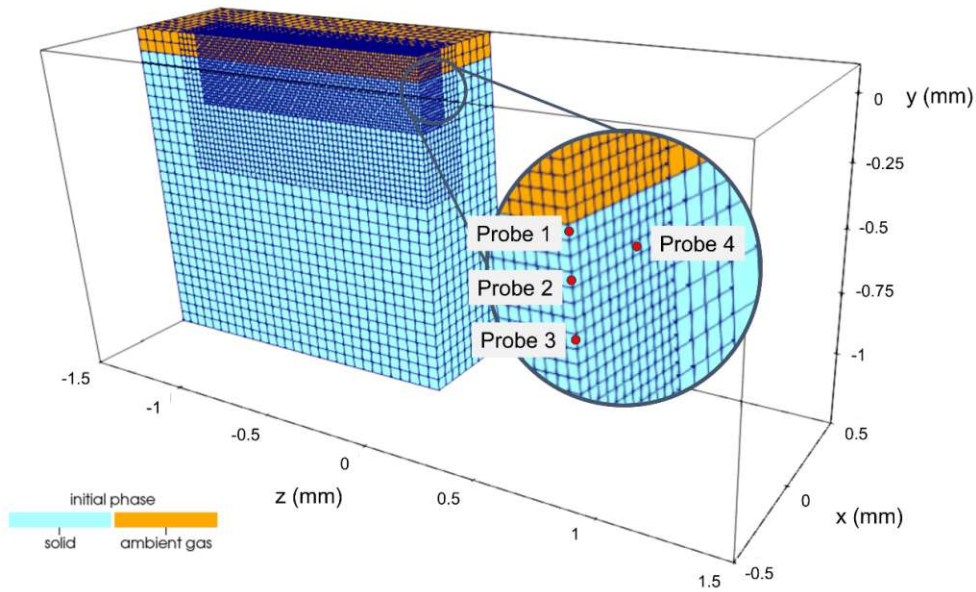 0
y (mm)
-0.25
-0.5
-0.75
-1
Probe 1
Probe 4
Probe 2
Probe 3
-1.5
-1
-0.5
0
z (mm)
0.5
1
1.5
0.5
0
x (mm)
-0.5
initial phase
solid
ambient gas